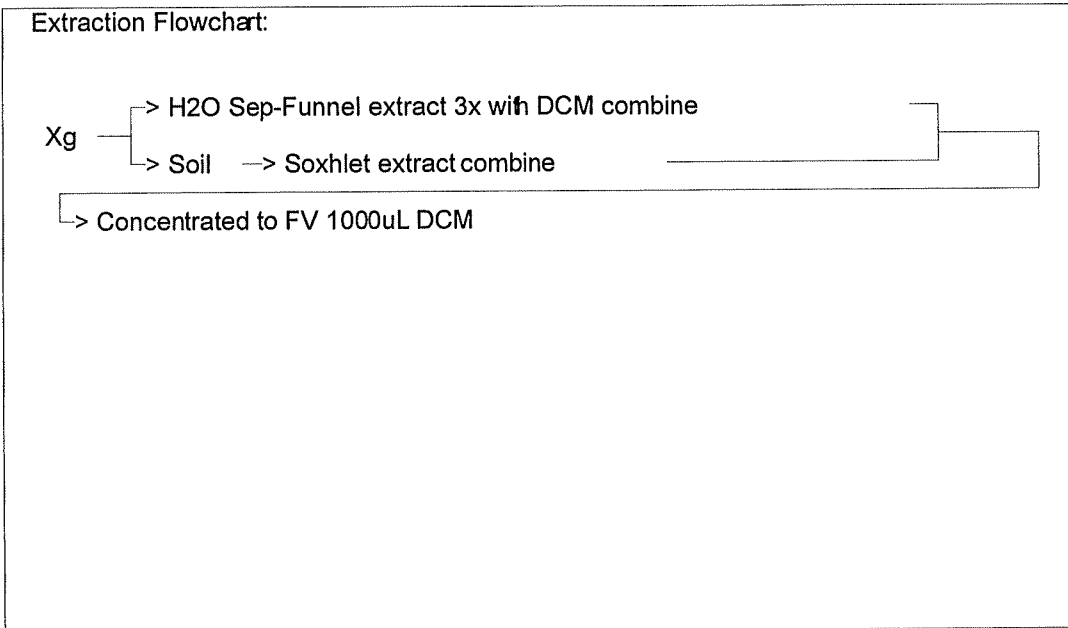 Extraction Flowchart:
> H2O Sep-Funnel extract 3x with DCM combine
Xg
> Soil —> Soxhlet extract combine
> Concentrated to FV 1000uL DCM